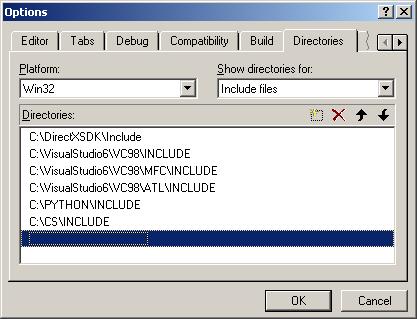 Options
Editor Tabs Debug Compatibility Build Directories
Platform: Show directories for:
Win32 Include files
Directories:
C:\DirectXSDK\Include
C:\VisualStudio6\VC98\INCLUDE
C:\VisualStudio6\VC98\MFC\INCLUDE
C:\VisualStudio6\VC98\ATL\INCLUDE
C:\PYTHON\INCLUDE
C:\CS\INCLUDE
OK Cancel